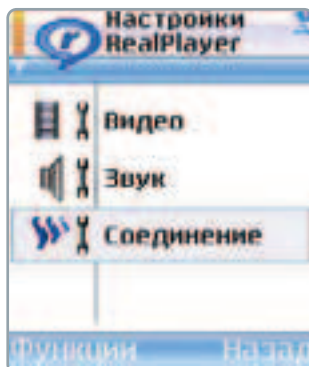 Настройки
RealPlayer
Видео
Звук
Соединение
Функции Назад